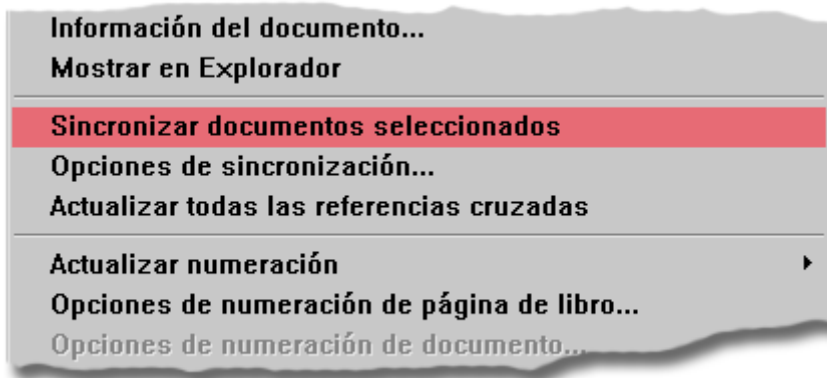 Información del documento...
Mostrar en Explorador
Sincronizar documentos seleccionados
Opciones de sincronización...
Actualizar todas las referencias cruzadas
Actualizar numeración
Opciones de numeración de página de libro...
Opciones de numeración de documento...